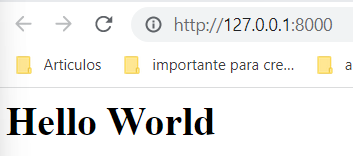 http://127.0.0.1:8000
Articulos importante para cre... a
Hello World